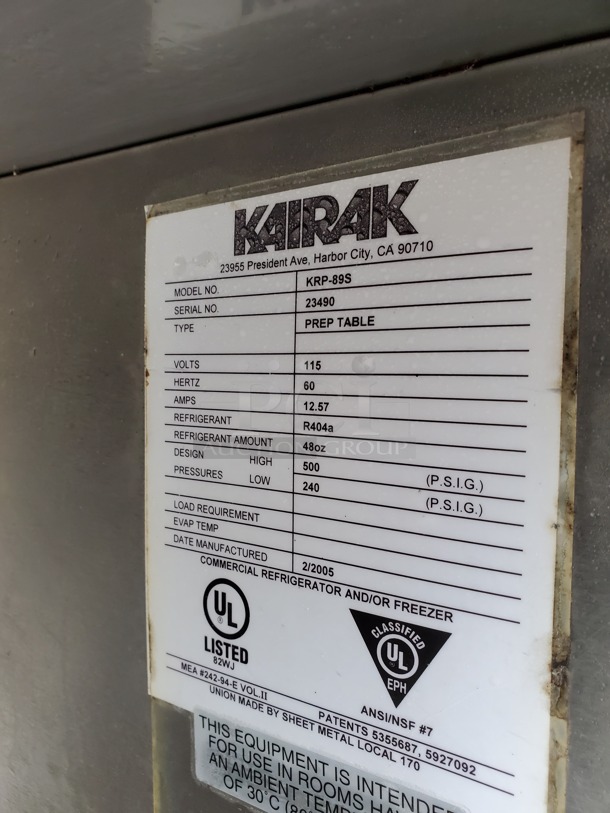 KAIRAK
23955 President Ave, Harbor City, CA 90710
MODEL NO. KRP-89S
SERIAL NO. 23490
TYPE PREP TABLE
VOLTS 115
HERTZ 60
AMPS 12.57
REFRIGERANT R404a
REFRIGERANT AMOUNT 48oz
DESIGN HIGH 500 (P.S.I.G.)
PRESSURES LOW 240 (P.S.I.G.)
LOAD REQUIREMENT
EVAP TEMP
DATE MANUFACTURED 2/2005
COMMERCIAL REFRIGERATOR AND/OR FREEZER
UL
®
LISTED
82WJ
CLASSIFIED
UL
EPH
ANSI/NSF #7
MEA #242-94-E VOL.II
PATENTS 5355687, 5927092
UNION MADE BY SHEET METAL LOCAL 170
THIS EQUIPMENT IS INTENDED
FOR USE IN ROOMS
AN AMBIENT
OF 30°C
AUCTION GROUP